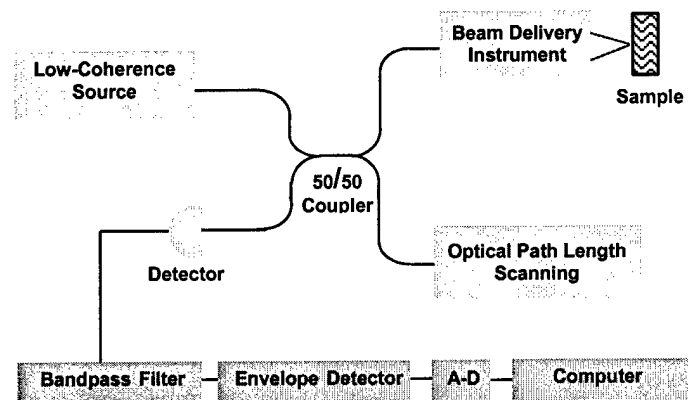 Low-Coherence
Source
Beam Delivery
Instrument
Sample
50/50
Coupler
Detector
Optical Path Length
Scanning
Bandpass Filter
Envelope Detector
A-D
Computer